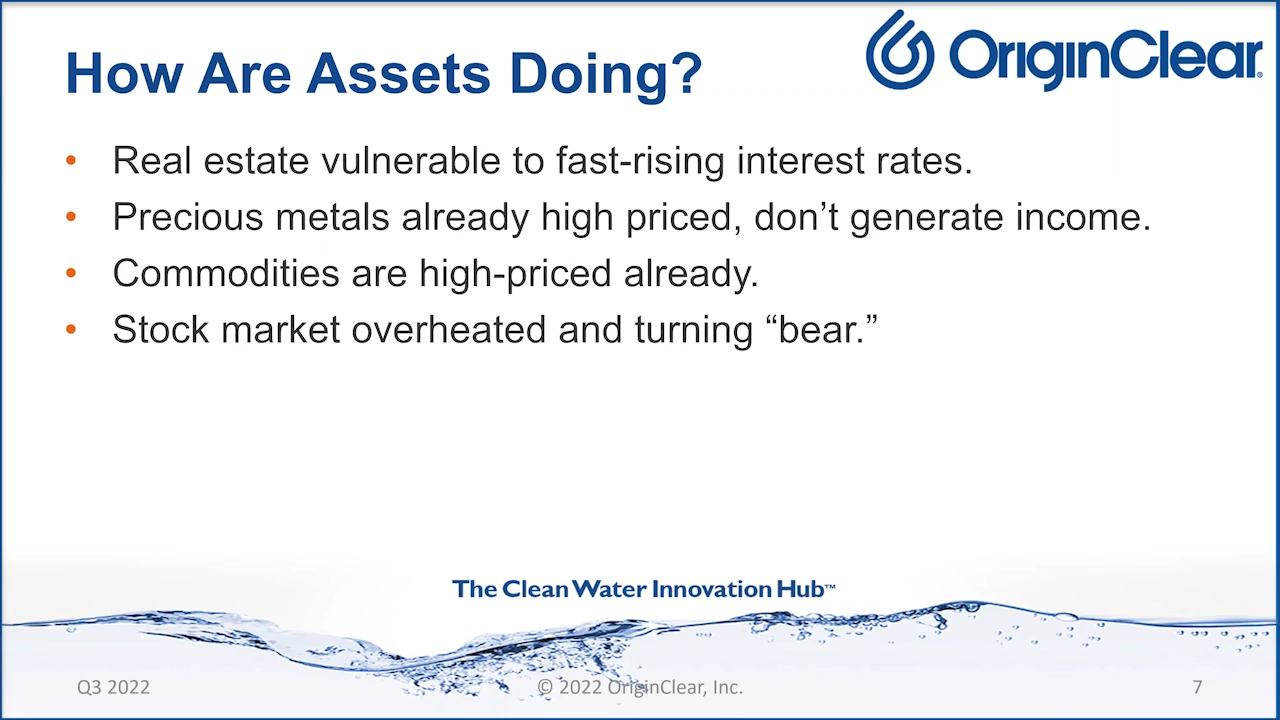 How Are Assets Doing?
OriginClear®
• Real estate vulnerable to fast-rising interest rates.
• Precious metals already high priced, don’t generate income.
• Commodities are high-priced already.
• Stock market overheated and turning “bear.”
The Clean Water Innovation Hub™
Q3 2022
© 2022 OriginClear, Inc.
7